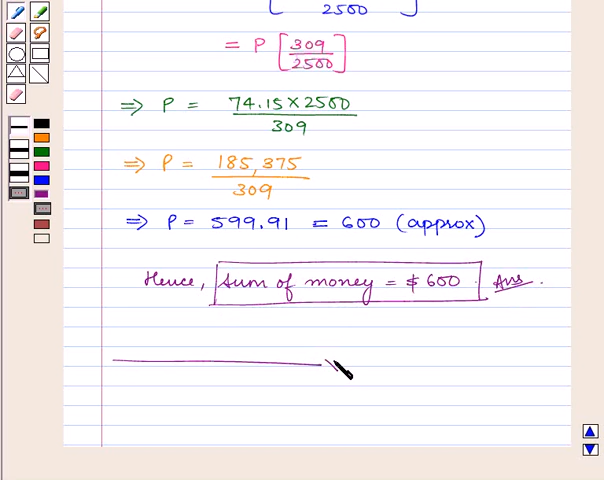 2500
= P [309/2500]
⇒ P = 74.15 × 2500 / 309
⇒ P = 185,375 / 309
⇒ P = 599.91 = 600 (approx)
Hence, Sum of money = $ 600. Ans.